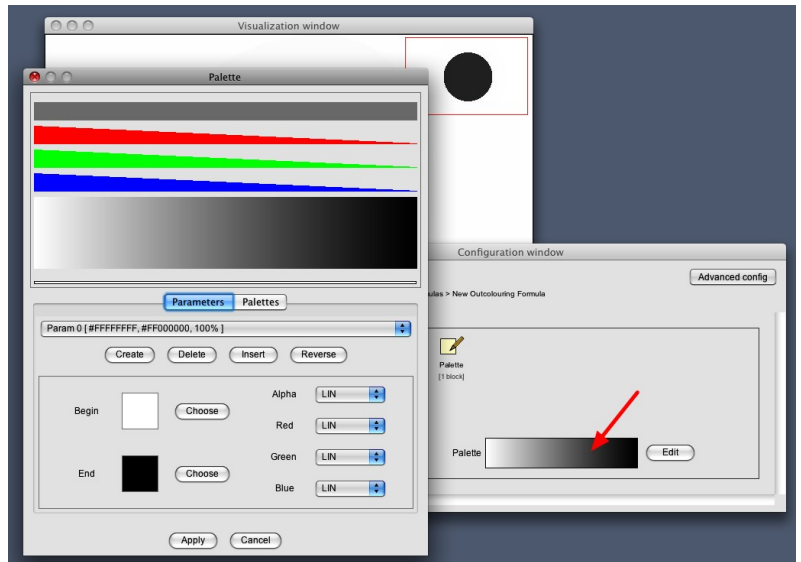 Visualization window
Palette
Configuration window
Advanced config
ulas > New Outcolouring Formula
Parameters Palettes
Param 0 [ #FFFFFFFF, #FF000000, 100% ]
Create Delete Insert Reverse
Palette
[1 block]
Begin
Choose
Alpha LIN
Red LIN
End
Choose
Green LIN
Blue LIN
Palette
Edit
Apply Cancel